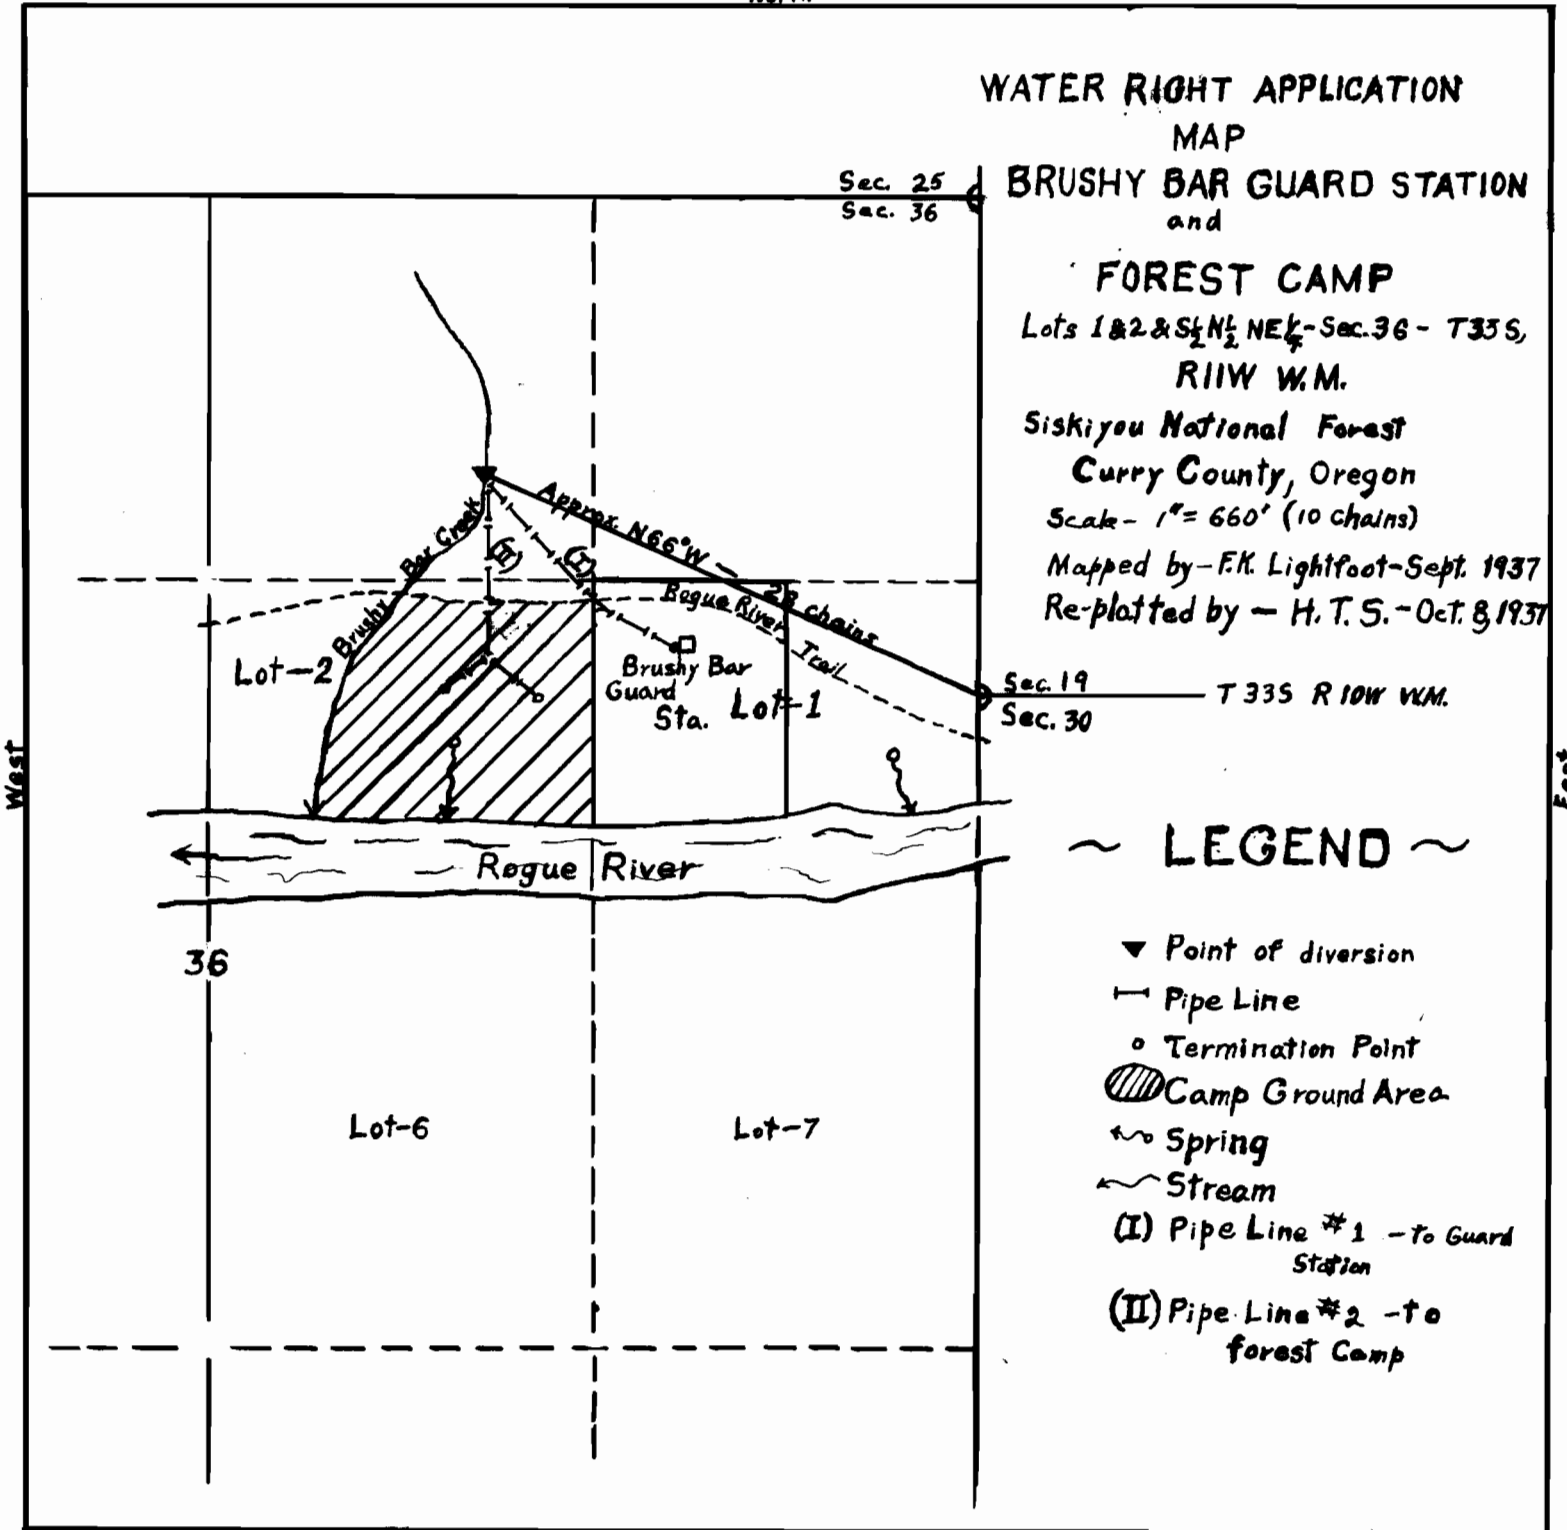 North
WATER RIGHT APPLICATION
MAP
BRUSHY BAR GUARD STATION
and
FOREST CAMP
Lots 1&2 & S½ N½ NE¼-Sec.36 - T33S,
R11W W.M.
Siskiyou National Forest
Curry County, Oregon
Scale - 1" = 660' (10 chains)
Mapped by - F.K. Lightfoot-Sept. 1937
Re-plotted by - H.T.S. - Oct. 8, 1937
Sec. 25
Sec. 36
Approx. N66°W - 28 chains
Brushy Bar Creek
(II)
(I)
Rogue River Trail
Lot-2
Brushy Bar
Guard
Sta.
Lot-1
Sec. 19
Sec. 30
T 33S R 10W W.M.
West
East
Rogue River
36
Lot-6
Lot-7
~ LEGEND ~
Point of diversion
Pipe Line
Termination Point
Camp Ground Area
Spring
Stream
(I) Pipe Line #1 - to Guard
Station
(II) Pipe Line #2 - to
forest Camp